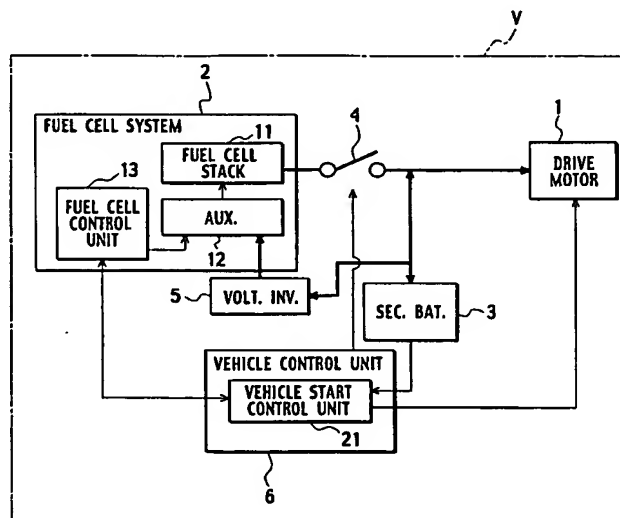 V
2
FUEL CELL SYSTEM
11
FUEL CELL
STACK
4
1
DRIVE
MOTOR
13
FUEL CELL
CONTROL
UNIT
AUX.
12
5
VOLT. INV.
SEC. BAT.
3
VEHICLE CONTROL UNIT
VEHICLE START
CONTROL UNIT
21
6